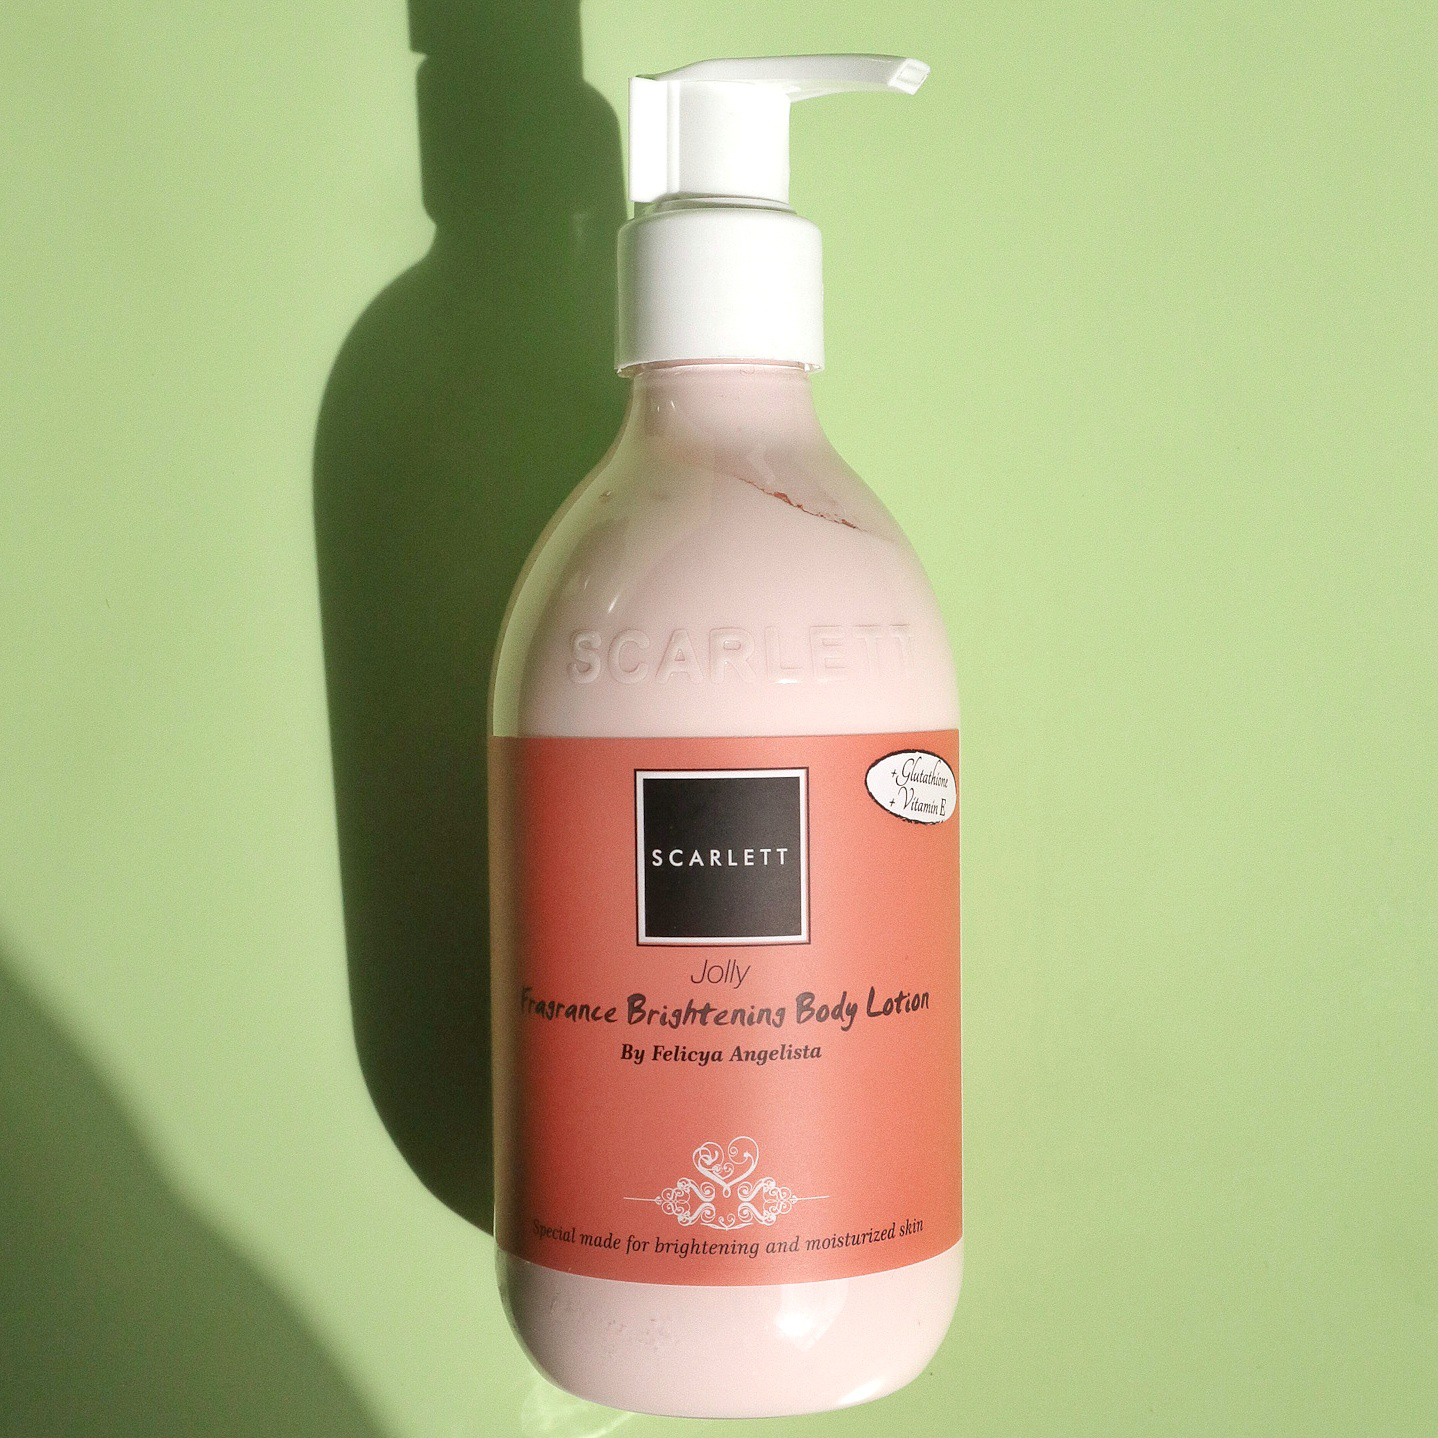 SCARLETT
+Glutathione
+ Vitamin E
SCARLETT
Jolly
Fragrance Brightening Body Lotion
By Felicya Angelista
Special made for brightening and moisturized skin